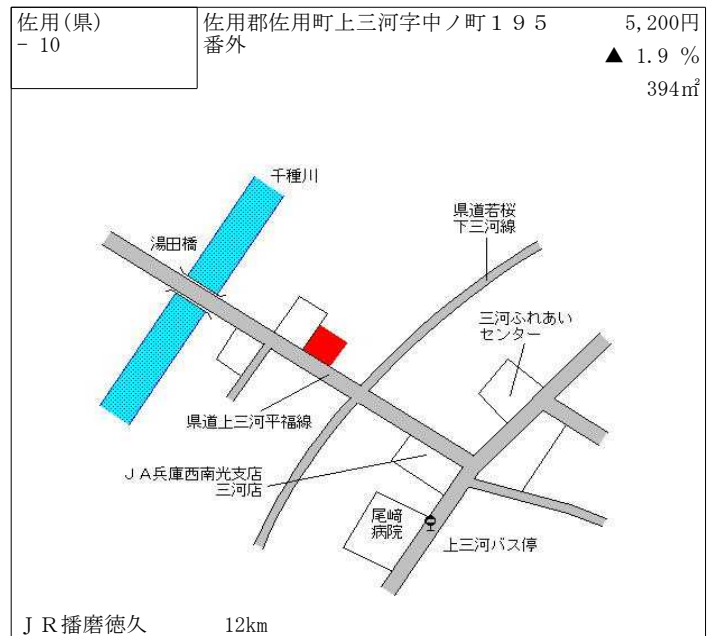 佐用(県)
- 10
佐用郡佐用町上三河字中ノ町１９５
番外
5,200円
▲ 1.9 %
394㎡
千種川
湯田橋
県道若桜
下三河線
三河ふれあい
センター
県道上三河平福線
ＪＡ兵庫西南光支店
三河店
尾崎
病院
上三河バス停
ＪＲ播磨徳久
12km